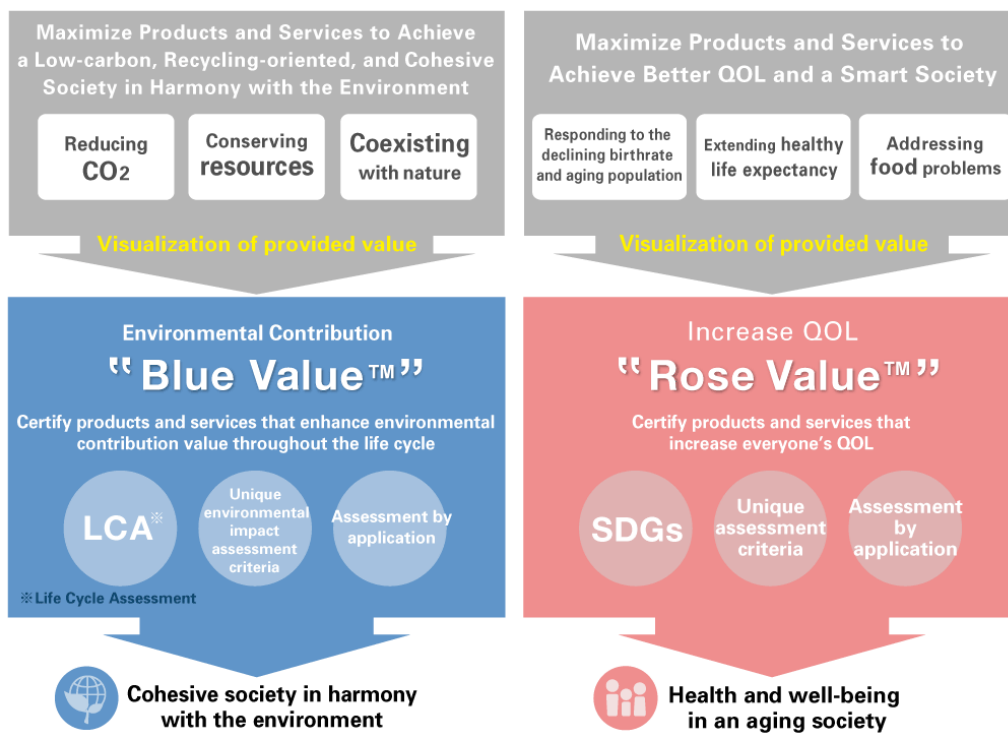 Maximize Products and Services to Achieve
a Low-carbon, Recycling-oriented, and Cohesive
Society in Harmony with the Environment
Reducing
CO2
Conserving
resources
Coexisting
with nature
Visualization of provided value
Environmental Contribution
"Blue Value™"
Certify products and services that enhance environmental
contribution value throughout the life cycle
LCA※
Unique
environmental
impact
assessment
criteria
Assessment by
application
※Life Cycle Assessment
Cohesive society in harmony
with the environment
Maximize Products and Services to
Achieve Better QOL and a Smart Society
Responding to the
declining birthrate
and aging population
Extending healthy
life expectancy
Addressing
food problems
Visualization of provided value
Increase QOL
"Rose Value™"
Certify products and services that
increase everyone's QOL
SDGs
Unique
assessment
criteria
Assessment
by
application
Health and well-being
in an aging society